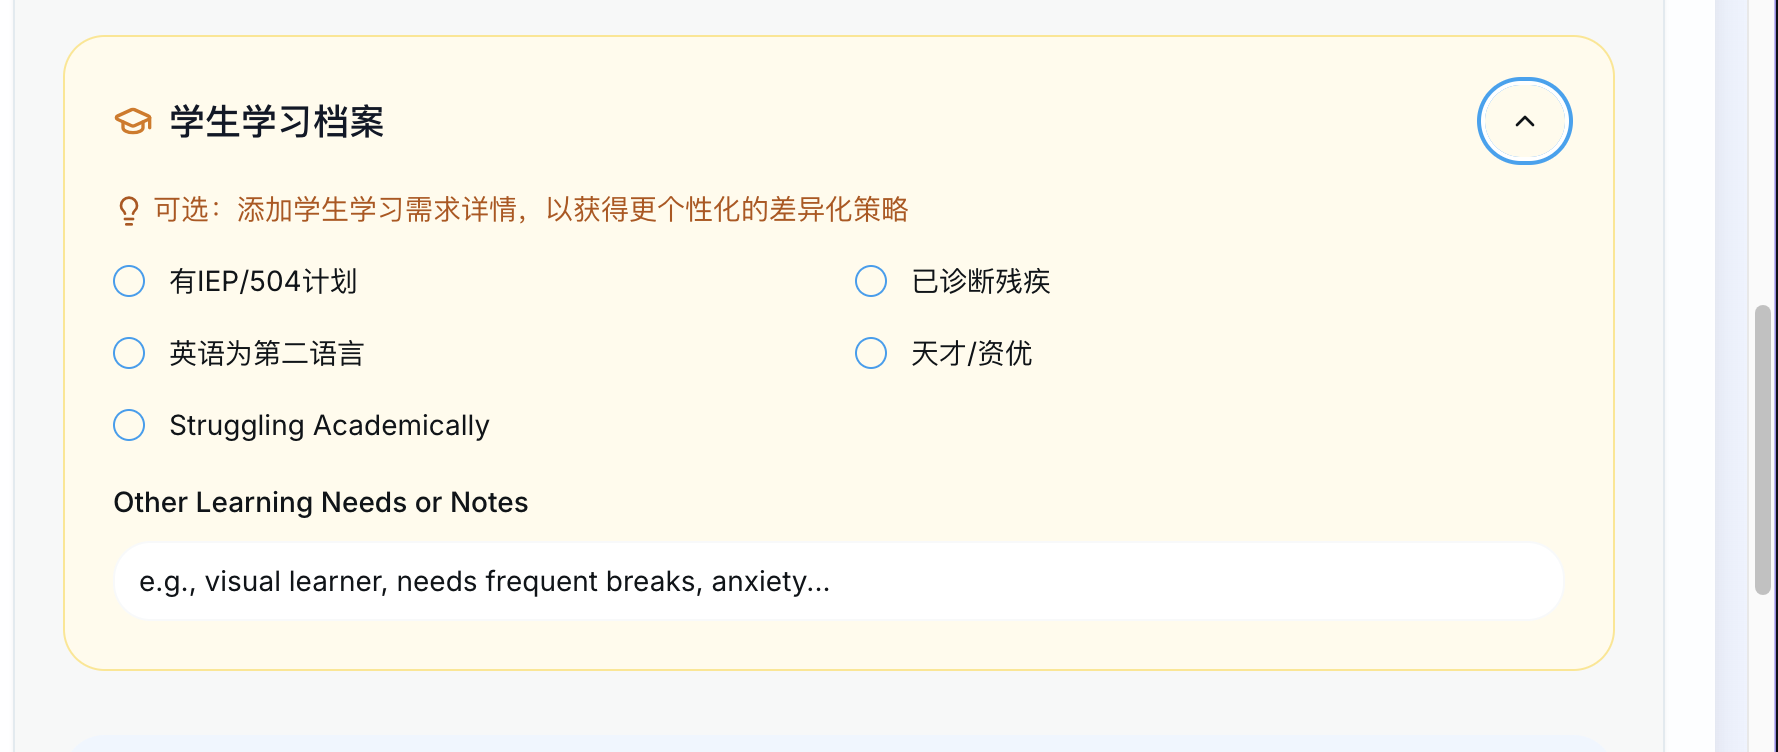 学生学习档案
可选：添加学生学习需求详情，以获得更个性化的差异化策略
有IEP/504计划
已诊断残疾
英语为第二语言
天才/资优
Struggling Academically
Other Learning Needs or Notes
e.g., visual learner, needs frequent breaks, anxiety...